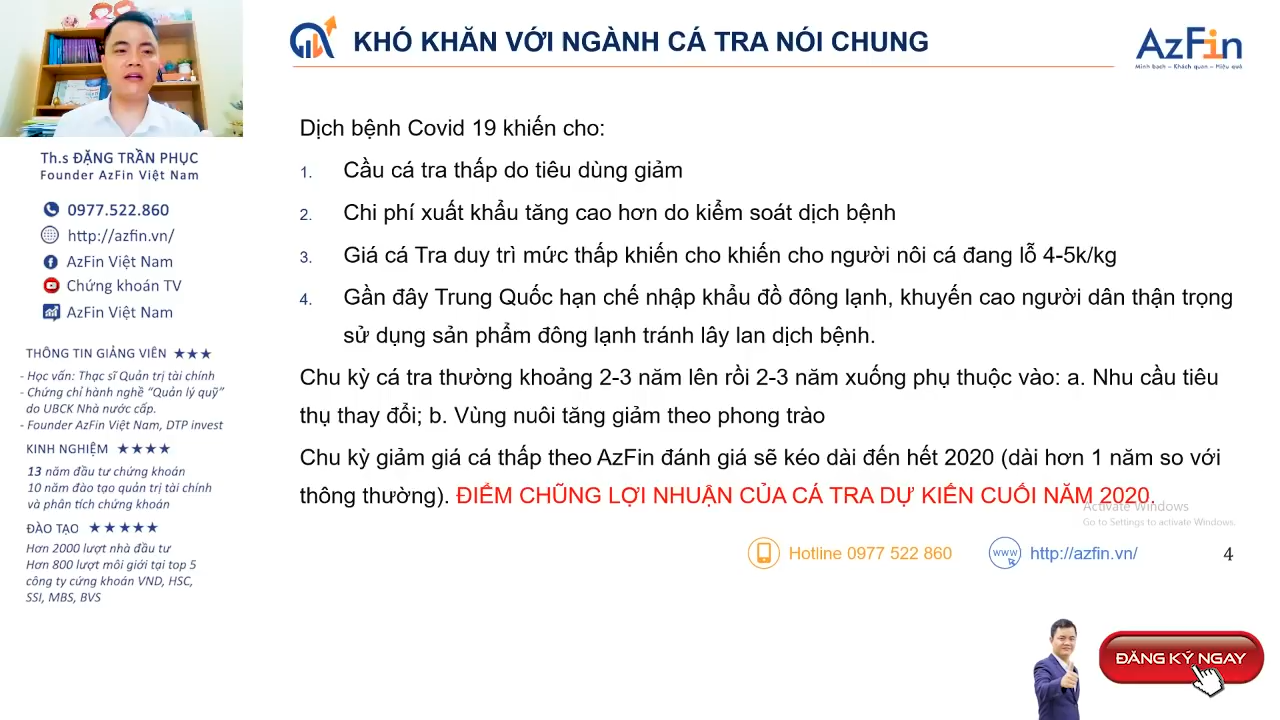 KHÓ KHĂN VỚI NGÀNH CÁ TRA NÓI CHUNG
AzFin
Minh bạch – Khách quan – Hiệu quả
Th.s ĐẶNG TRẦN PHỤC
Founder AzFin Việt Nam
0977.522.860
http://azfin.vn/
AzFin Việt Nam
Chứng khoán TV
AzFin Việt Nam
THÔNG TIN GIẢNG VIÊN ★★★
- Học vấn: Thạc sĩ Quản trị tài chính
- Chứng chỉ hành nghề “Quản lý quỹ”
do UBCK Nhà nước cấp.
- Founder AzFin Việt Nam, DTP invest
KINH NGHIỆM ★★★★
13 năm đầu tư chứng khoán
10 năm đào tạo quản trị tài chính
và phân tích chứng khoán
ĐÀO TẠO ★★★★★
Hơn 2000 lượt nhà đầu tư
Hơn 800 lượt môi giới tại top 5
công ty cứng khoán VND, HSC,
SSI, MBS, BVS
Dịch bệnh Covid 19 khiến cho:
1. Cầu cá tra thấp do tiêu dùng giảm
2. Chi phí xuất khẩu tăng cao hơn do kiểm soát dịch bệnh
3. Giá cá Tra duy trì mức thấp khiến cho khiến cho người nôi cá đang lỗ 4-5k/kg
4. Gần đây Trung Quốc hạn chế nhập khẩu đồ đông lạnh, khuyến cao người dân thận trọng
sử dụng sản phẩm đông lạnh tránh lây lan dịch bệnh.
Chu kỳ cá tra thường khoảng 2-3 năm lên rồi 2-3 năm xuống phụ thuộc vào: a. Nhu cầu tiêu
thụ thay đổi; b. Vùng nuôi tăng giảm theo phong trào
Chu kỳ giảm giá cá thấp theo AzFin đánh giá sẽ kéo dài đến hết 2020 (dài hơn 1 năm so với
thông thường). ĐIỂM CHŨNG LỢI NHUẬN CỦA CÁ TRA DỰ KIẾN CUỐI NĂM 2020.
Activate Windows
Go to Settings to activate Windows.
Hotline 0977 522 860
www
http://azfin.vn/
4
ĐĂNG KÝ NGAY